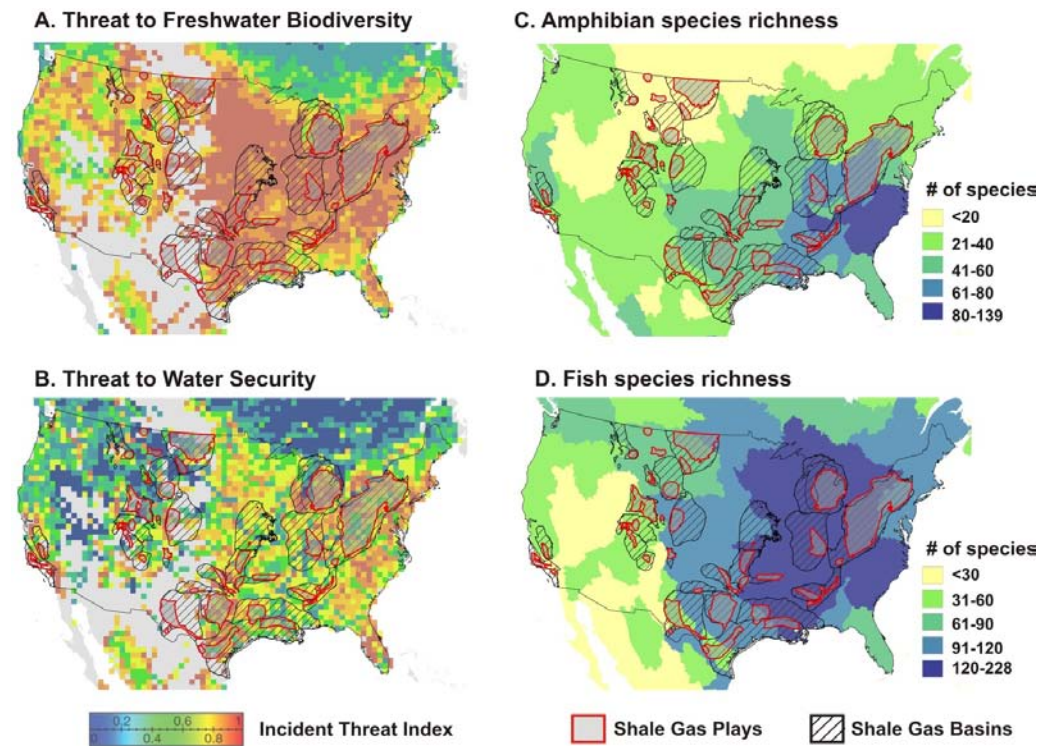 A. Threat to Freshwater Biodiversity
C. Amphibian species richness
# of species
<20
21-40
41-60
61-80
80-139
B. Threat to Water Security
D. Fish species richness
# of species
<30
31-60
61-90
91-120
120-228
0.2 0.6 1
0.4 0.8
Incident Threat Index
Shale Gas Plays
Shale Gas Basins